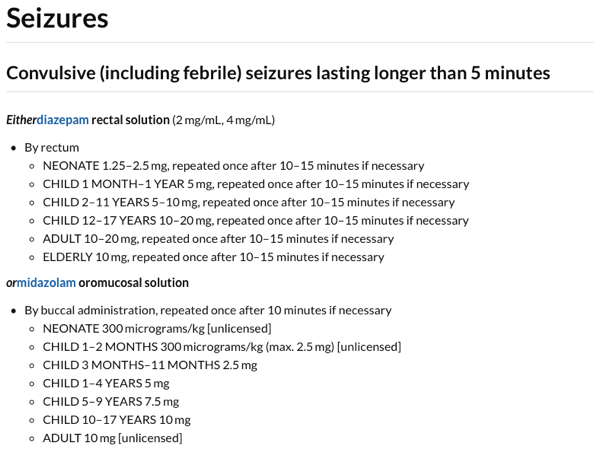 Seizures
Convulsive (including febrile) seizures lasting longer than 5 minutes
Eitherdiazepam rectal solution (2 mg/mL, 4 mg/mL)
• By rectum
◦ NEONATE 1.25–2.5 mg, repeated once after 10–15 minutes if necessary
◦ CHILD 1 MONTH–1 YEAR 5 mg, repeated once after 10–15 minutes if necessary
◦ CHILD 2–11 YEARS 5–10 mg, repeated once after 10–15 minutes if necessary
◦ CHILD 12–17 YEARS 10–20 mg, repeated once after 10–15 minutes if necessary
◦ ADULT 10–20 mg, repeated once after 10–15 minutes if necessary
◦ ELDERLY 10 mg, repeated once after 10–15 minutes if necessary
ormidazolam oromucosal solution
• By buccal administration, repeated once after 10 minutes if necessary
◦ NEONATE 300 micrograms/kg [unlicensed]
◦ CHILD 1–2 MONTHS 300 micrograms/kg (max. 2.5 mg) [unlicensed]
◦ CHILD 3 MONTHS–11 MONTHS 2.5 mg
◦ CHILD 1–4 YEARS 5 mg
◦ CHILD 5–9 YEARS 7.5 mg
◦ CHILD 10–17 YEARS 10 mg
◦ ADULT 10 mg [unlicensed]